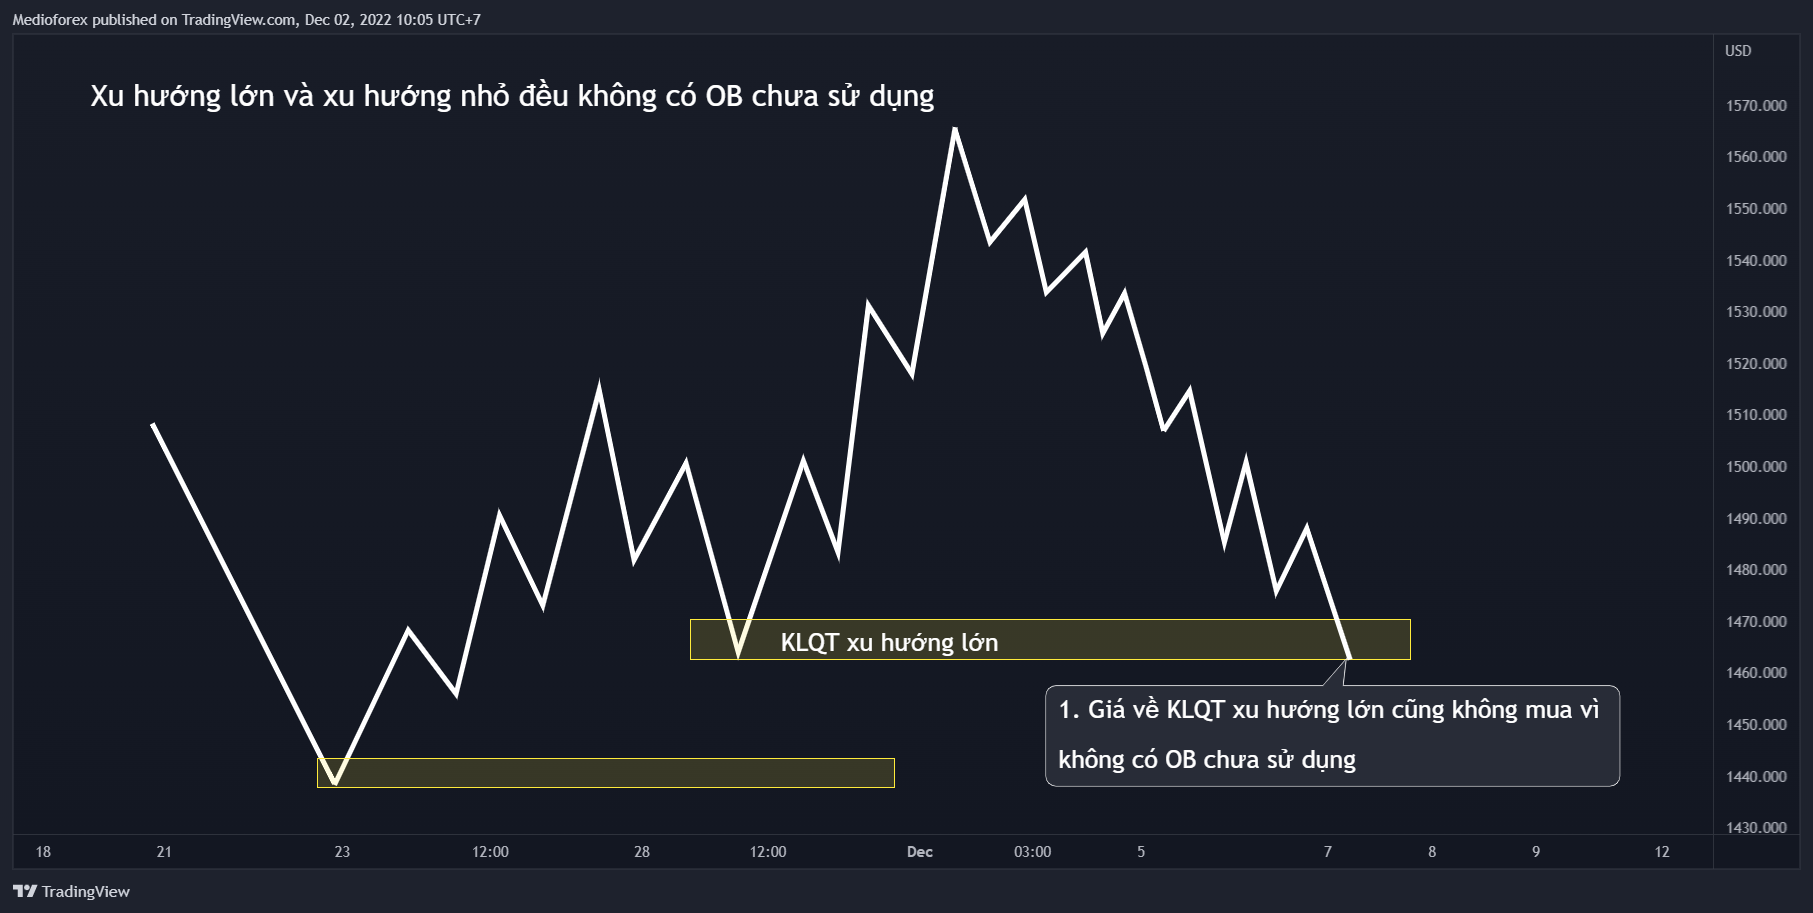 Medioforex published on TradingView.com, Dec 02, 2022 10:05 UTC+7
USD
Xu hướng lớn và xu hướng nhỏ đều không có OB chưa sử dụng
1570.000
1560.000
1550.000
1540.000
1530.000
1520.000
1510.000
1500.000
1490.000
1480.000
1470.000
KLQT xu hướng lớn
1460.000
1. Giá về KLQT xu hướng lớn cũng không mua vì
không có OB chưa sử dụng
1450.000
1440.000
1430.000
18 21 23 12:00 28 12:00 Dec 03:00 5 7 8 9 12
TradingView